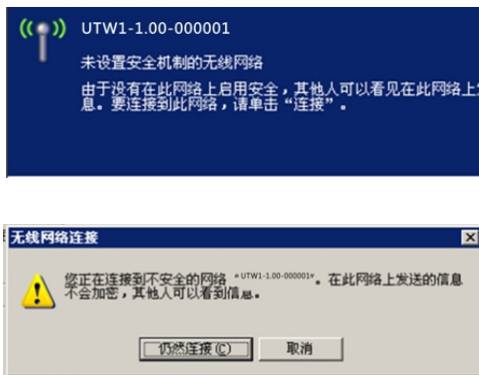 UTW1-1.00-000001
未设置安全机制的无线网络
由于没有在此网络上启用安全，其他人可以看见在此网络上
息。要连接到此网络，请单击“连接”。
无线网络连接
您正在连接到不安全的网络“UTW1-1.00-000001”。在此网络上发送的信息
不会加密，其他人可以看到信息。
仍然连接(C)
取消